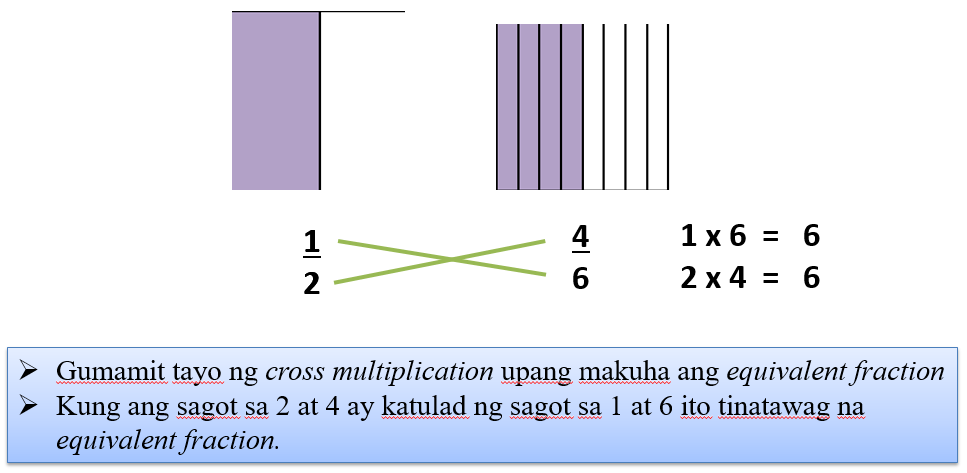 1 4 1 x 6 = 6
2 6 2 x 4 = 6
➢ Gumamit tayo ng cross multiplication upang makuha ang equivalent fraction
➢ Kung ang sagot sa 2 at 4 ay katulad ng sagot sa 1 at 6 ito tinatawag na
equivalent fraction.